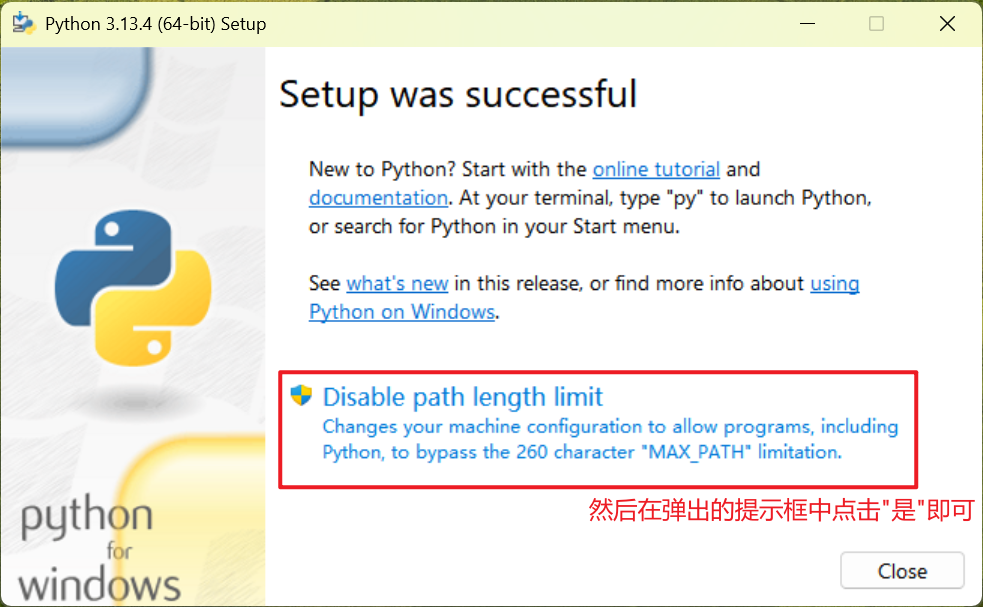 Python 3.13.4 (64-bit) Setup
Setup was successful
New to Python? Start with the online tutorial and
documentation. At your terminal, type "py" to launch Python,
or search for Python in your Start menu.
See what's new in this release, or find more info about using
Python on Windows.
Disable path length limit
Changes your machine configuration to allow programs, including
Python, to bypass the 260 character "MAX_PATH" limitation.
然后在弹出的提示框中点击"是"即可
python
for
windows
Close